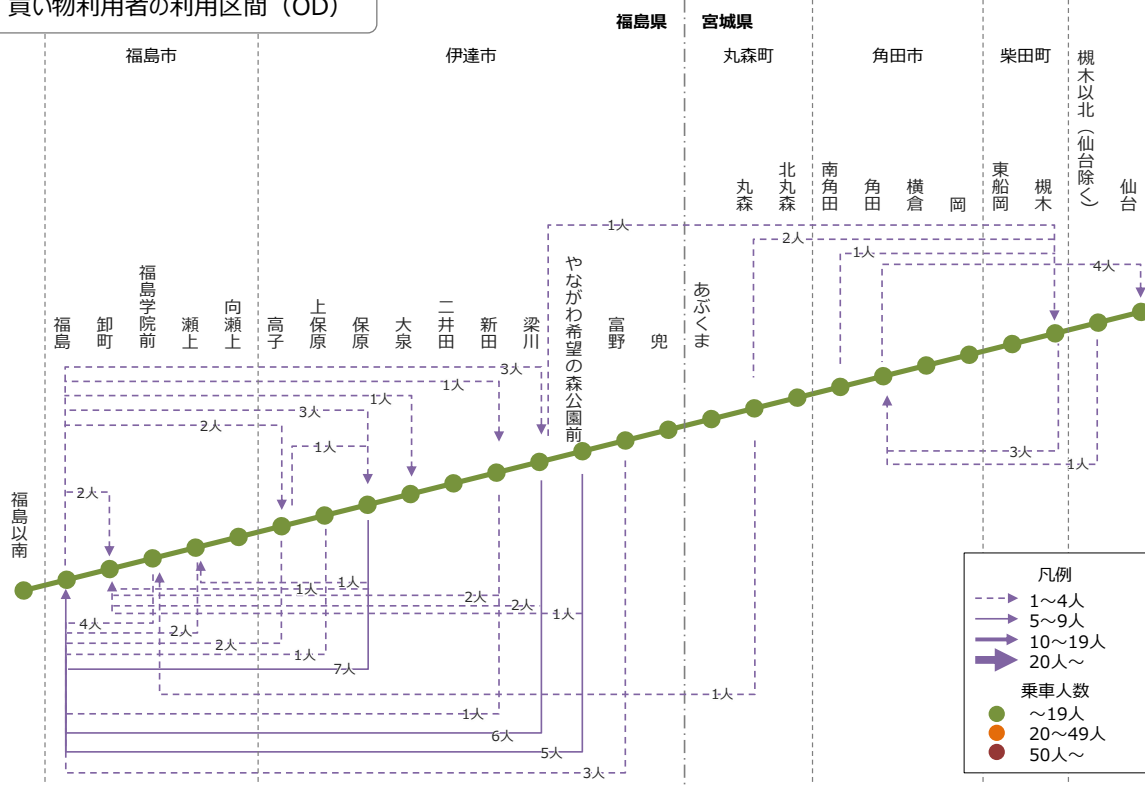 買い物利用者の利用区間（OD）
福島県
宮城県
福島市
伊達市
丸森町
角田市
柴田町
槻木以北（仙台除く）
仙台
丸森
北丸森
南角田
角田
横倉
岡
東船岡
槻木
1人
2人
1人
4人
福島以南
福島
卸町
福島学院前
瀬上
向瀬上
高子
上保原
保原
大泉
二井田
新田
梁川
やながわ希望の森公園前
富野
兜
あぶくま
3人
1人
1人
3人
2人
1人
2人
3人
1人
1人
1人
2人
2人
1人
4人
2人
2人
1人
7人
1人
1人
6人
5人
3人
凡例
1～4人
5～9人
10～19人
20人～
乗車人数
～19人
20～49人
50人～